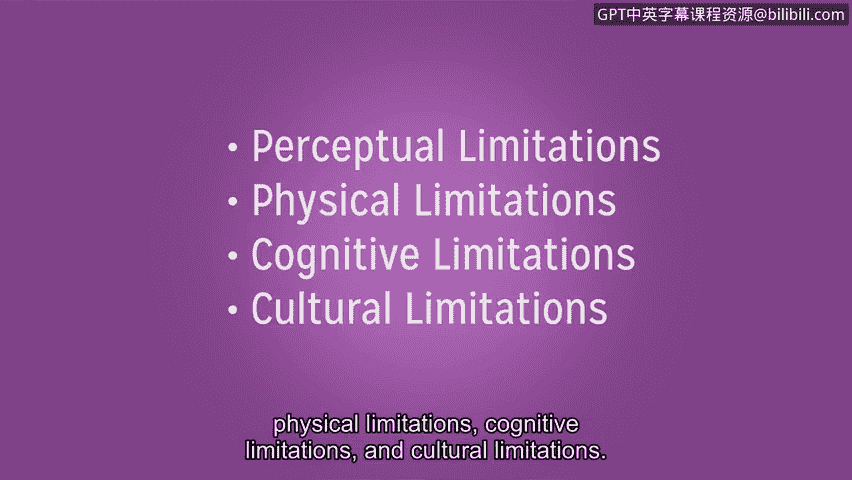 GPT中英字幕课程资源@bilibili.com
• Perceptual Limitations
• Physical Limitations
• Cognitive Limitations
• Cultural Limitations
physical limitations, cognitive
limitations, and cultural limitations.